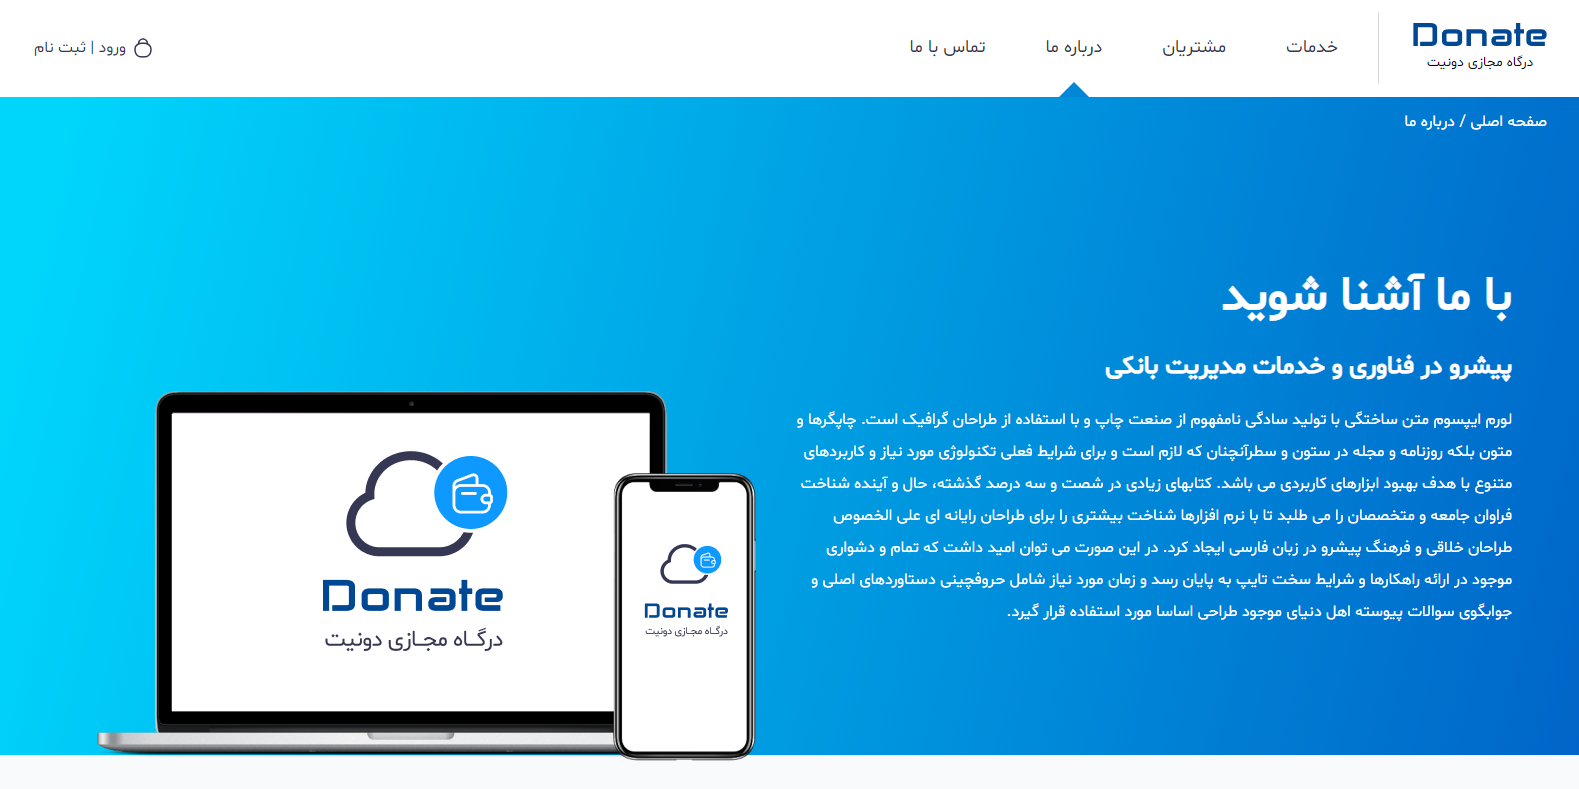 Donate
درگاه مجازی دونیت
خدمات
مشتریان
درباره ما
تماس با ما
ورود | ثبت نام
صفحه اصلی / درباره ما
با ما آشنا شوید
پیشرو در فناوری و خدمات مدیریت بانکی
لورم ایپسوم متن ساختگی با تولید سادگی نامفهوم از صنعت چاپ و با استفاده از طراحان گرافیک است. چاپگرها و
متون بلکه روزنامه و مجله در ستون و سطرآنچنان که لازم است و برای شرایط فعلی تکنولوژی مورد نیاز و کاربردهای
متنوع با هدف بهبود ابزارهای کاربردی می باشد. کتابهای زیادی در شصت و سه درصد گذشته، حال و آینده شناخت
فراوان جامعه و متخصصان را می طلبد تا با نرم افزارها شناخت بیشتری را برای طراحان رایانه ای علی الخصوص
طراحان خلاقی و فرهنگ پیشرو در زبان فارسی ایجاد کرد. در این صورت می توان امید داشت که تمام و دشواری
موجود در ارائه راهکارها و شرایط سخت تایپ به پایان رسد و زمان مورد نیاز شامل حروفچینی دستاوردهای اصلی و
جوابگوی سوالات پیوسته اهل دنیای موجود طراحی اساسا مورد استفاده قرار گیرد.
Donate
درگـاه مجـازی دونیت
Donate
درگـاه مجـازی دونیت